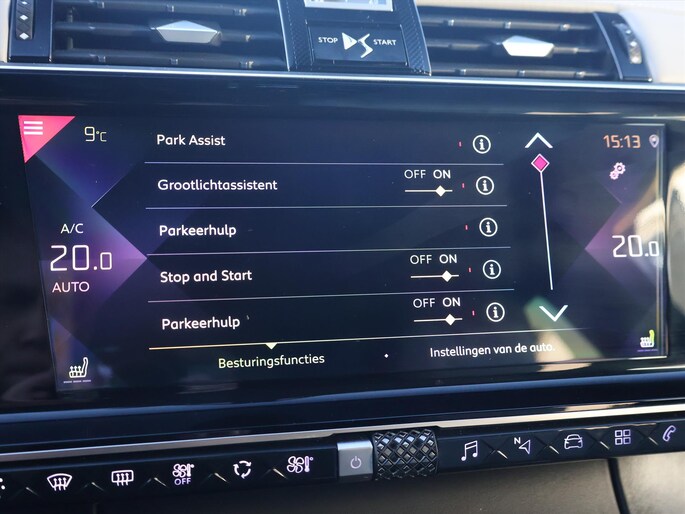 STOP START
9°C
15:13
Park Assist
Grootlichtassistent OFF ON
Parkeerhulp
Stop and Start OFF ON
Parkeerhulp OFF ON
A/C
20.0
AUTO
20.0
Besturingsfuncties
Instellingen van de auto.
OFF
N